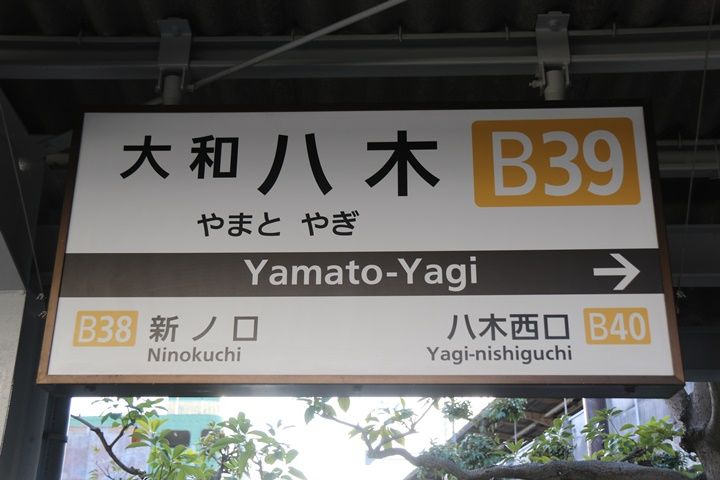 大和八木 B39
やまと やぎ
Yamato-Yagi →
B38 新ノ口 八木西口 B40
Ninokuchi Yagi-nishiguchi